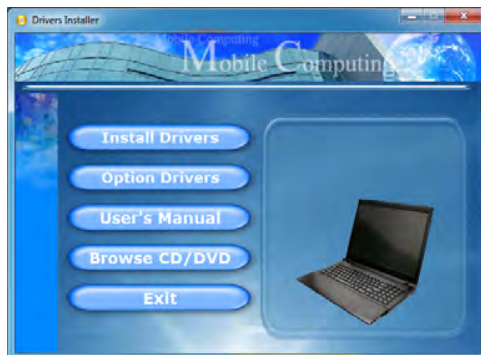 Drivers Installer
Mobile Computing
Mobile Computing
Install Drivers
Option Drivers
User's Manual
Browse CD/DVD
Exit